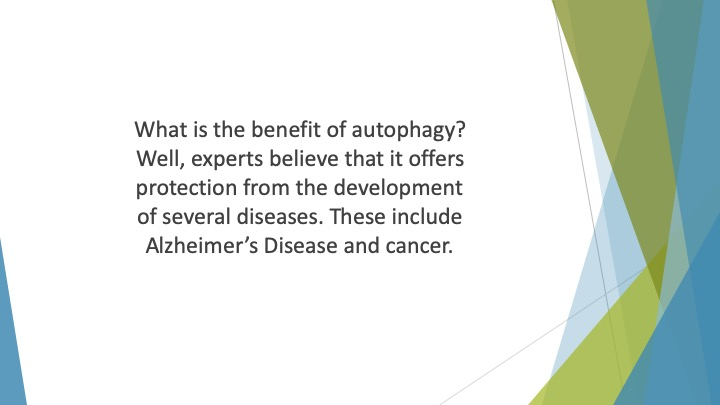 What is the benefit of autophagy?
Well, experts believe that it offers
protection from the development
of several diseases. These include
Alzheimer’s Disease and cancer.